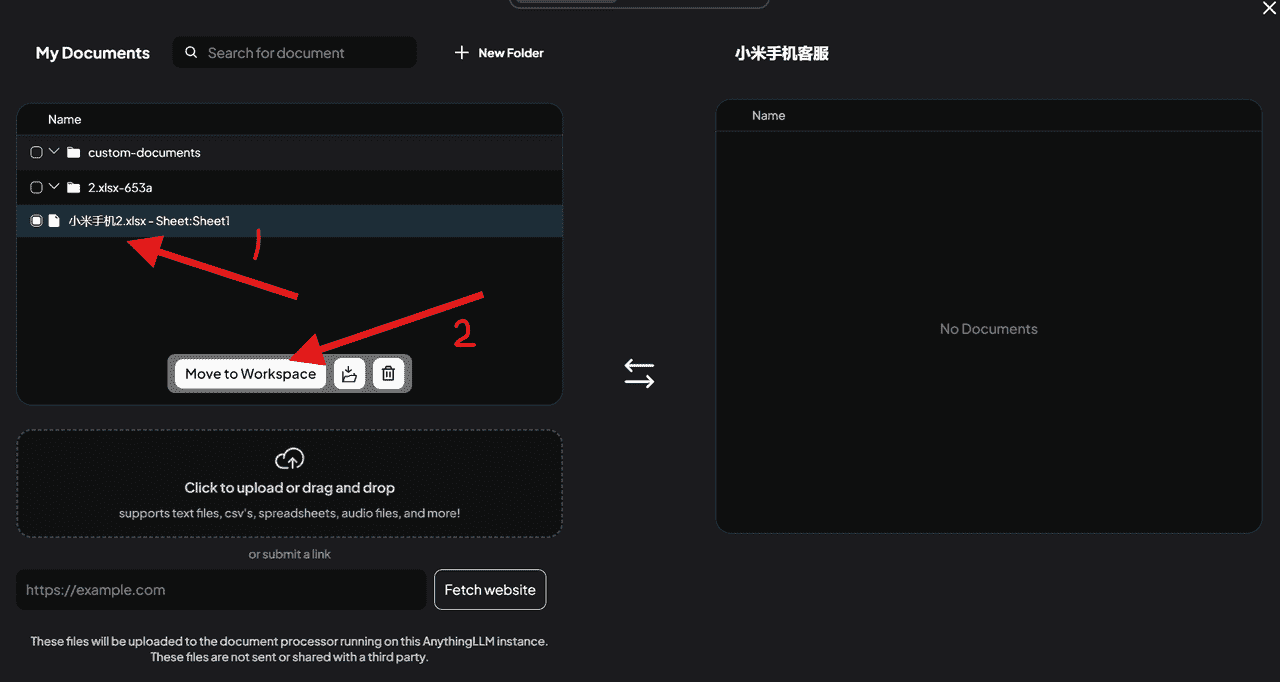 My Documents
Search for document
New Folder
小米手机客服
Name
custom-documents
2.xlsx-653a
小米手机2.xlsx - Sheet:Sheet1
1
2
Move to Workspace
Name
No Documents
Click to upload or drag and drop
supports text files, csv's, spreadsheets, audio files, and more!
or submit a link
https://example.com
Fetch website
These files will be uploaded to the document processor running on this AnythingLLM instance.
These files are not sent or shared with a third party.